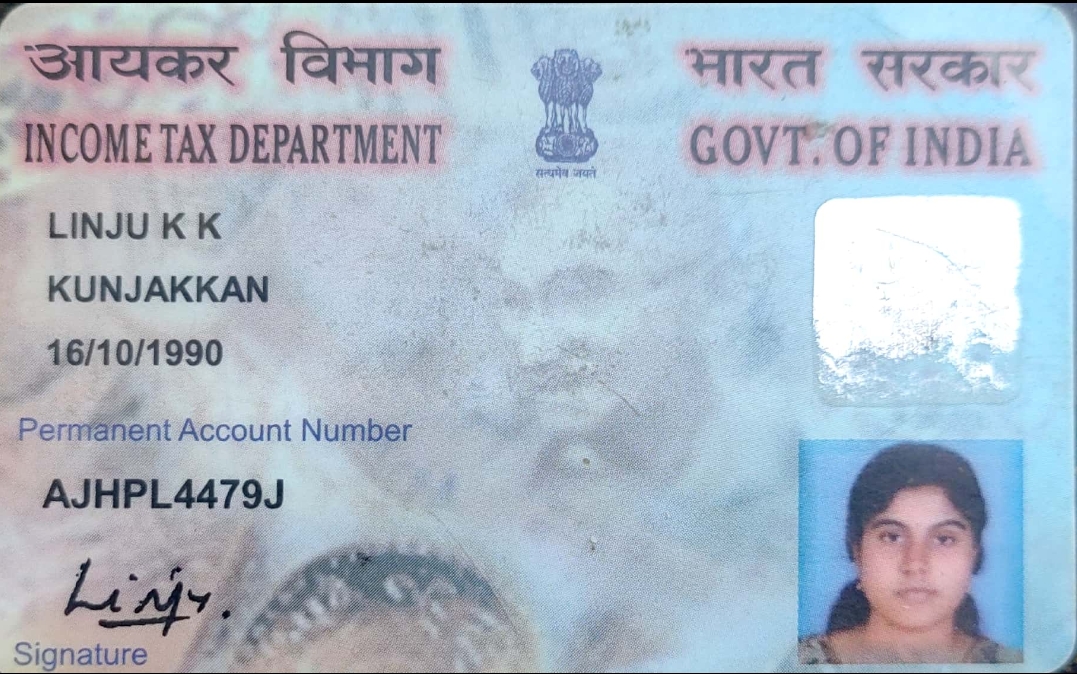 आयकर विभाग
भारत सरकार
INCOME TAX DEPARTMENT
GOVT. OF INDIA
सत्यमेव जयते
LINJU K K
KUNJAKKAN
16/10/1990
Permanent Account Number
AJHPL4479J
Linju.
Signature